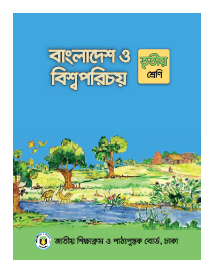 বাংলাদেশ ও
বিশ্বপরিচয়
তৃতীয়
শ্রেণি
জাতীয় শিক্ষাক্রম ও পাঠ্যপুস্তক বোর্ড, ঢাকা